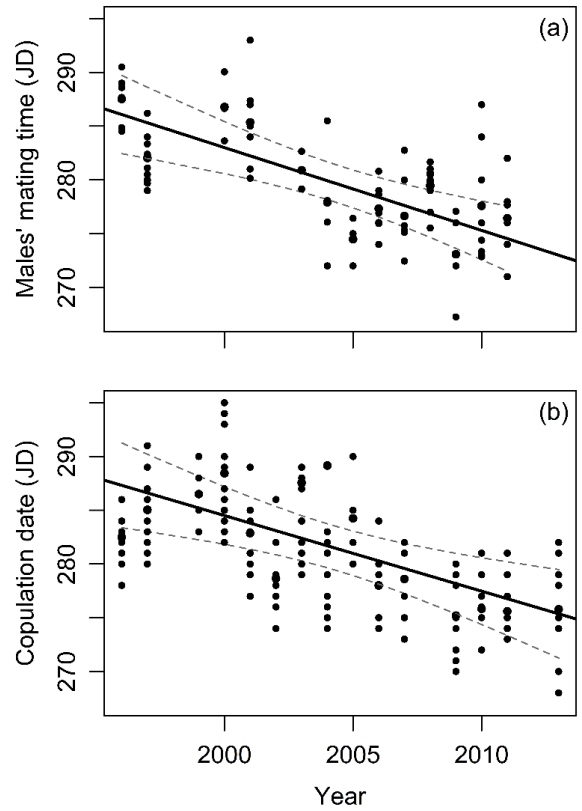 (a)
Males' mating time (JD)
290
280
270
(b)
Copulation date (JD)
290
280
270
2000 2005 2010
Year